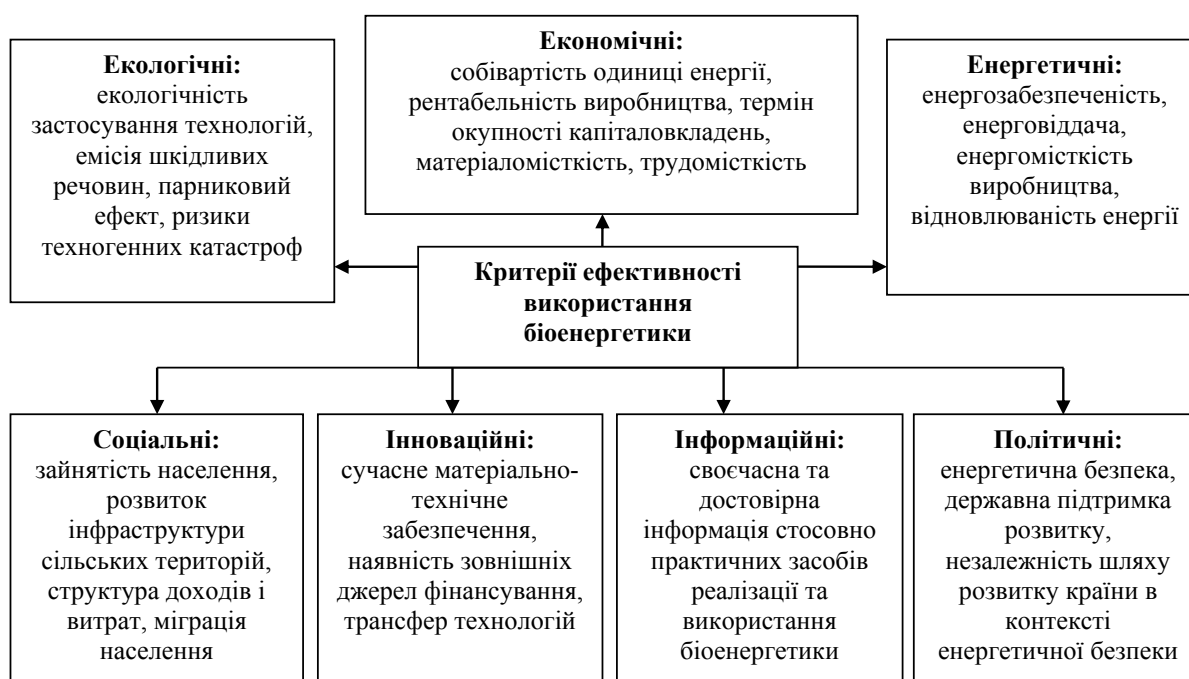 Екологічні:
екологічність
застосування технологій,
емісія шкідливих
речовин, парниковий
ефект, ризики
техногенних катастроф
Економічні:
собівартість одиниці енергії,
рентабельність виробництва, термін
окупності капіталовкладень,
матеріаломісткість, трудомісткість
Енергетичні:
енергозабезпеченість,
енерговіддача,
енергомісткість
виробництва,
відновлюваність енергії
Критерії ефективності
використання
біоенергетики
Соціальні:
зайнятість населення,
розвиток
інфраструктури
сільських територій,
структура доходів і
витрат, міграція
населення
Інноваційні:
сучасне матеріально-
технічне
забезпечення,
наявність зовнішніх
джерел фінансування,
трансфер технологій
Інформаційні:
своєчасна та
достовірна
інформація стосовно
практичних засобів
реалізації та
використання
біоенергетики
Політичні:
енергетична безпека,
державна підтримка
розвитку,
незалежність шляху
розвитку країни в
контексті
енергетичної безпеки